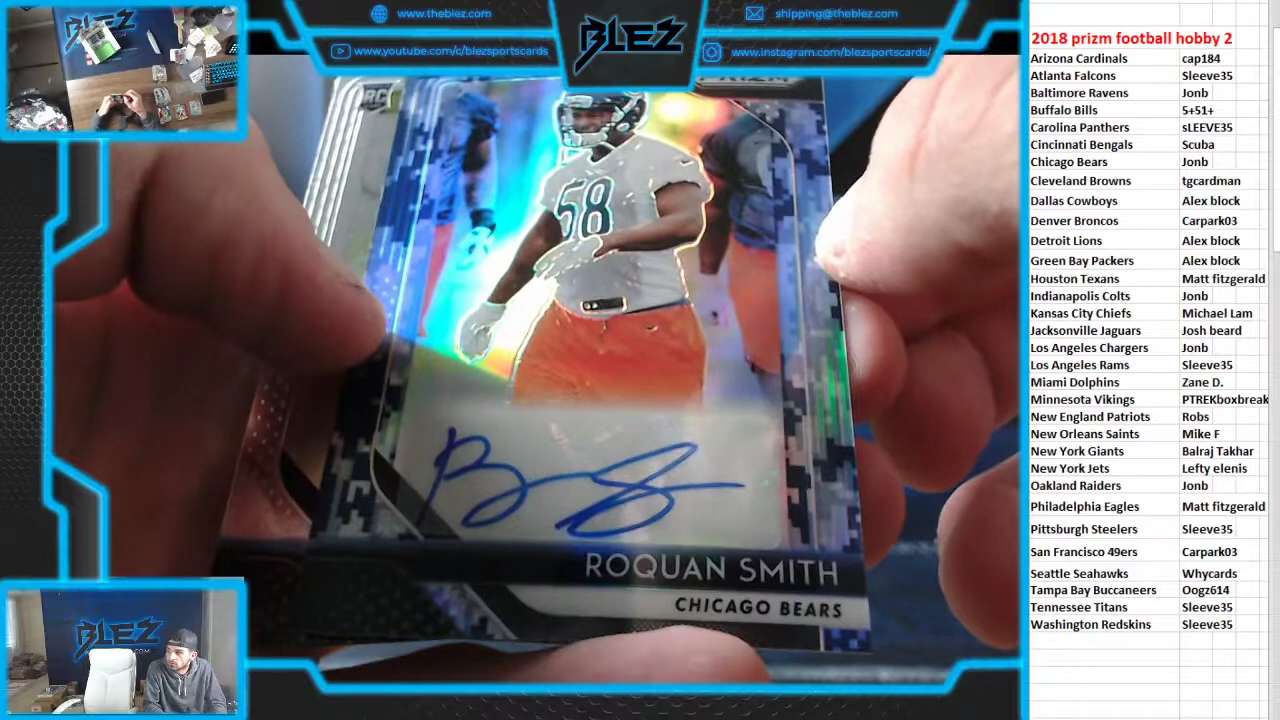 www.theblez.com
shipping@theblez.com
BLEZ
www.youtube.com/c/blezsportscards
www.instagram.com/blezsportscards/
RC
58
ROQUAN SMITH
CHICAGO BEARS
BLEZ
2018 prizm football hobby 2
Arizona Cardinals cap184
Atlanta Falcons Sleeve35
Baltimore Ravens Jonb
Buffalo Bills 5+51+
Carolina Panthers sLEEVE35
Cincinnati Bengals Scuba
Chicago Bears Jonb
Cleveland Browns tgcardman
Dallas Cowboys Alex block
Denver Broncos Carpark03
Detroit Lions Alex block
Green Bay Packers Alex block
Houston Texans Matt fitzgerald
Indianapolis Colts Jonb
Kansas City Chiefs Michael Lam
Jacksonville Jaguars Josh beard
Los Angeles Chargers Jonb
Los Angeles Rams Sleeve35
Miami Dolphins Zane D.
Minnesota Vikings PTREKboxbreak
New England Patriots Robs
New Orleans Saints Mike F
New York Giants Balraj Takhar
New York Jets Lefty elenis
Oakland Raiders Jonb
Philadelphia Eagles Matt fitzgerald
Pittsburgh Steelers Sleeve35
San Francisco 49ers Carpark03
Seattle Seahawks Whycards
Tampa Bay Buccaneers Oogz614
Tennessee Titans Sleeve35
Washington Redskins Sleeve35